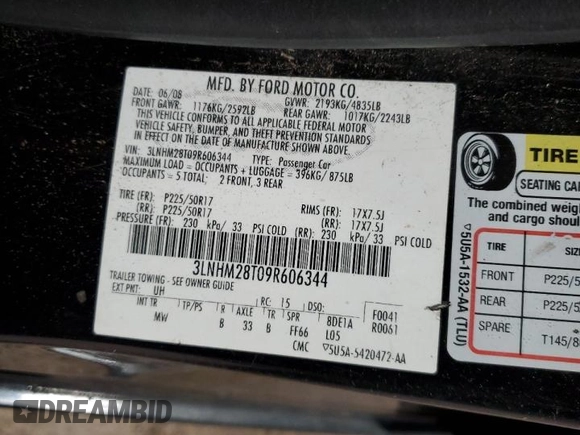 MFD. BY FORD MOTOR CO.
DATE: 06/08 GVWR: 2193KG/4835LB
FRONT GAWR: 1176KG/2592LB REAR GAWR: 1017KG/2243LB
THIS VEHICLE CONFORMS TO ALL APPLICABLE FEDERAL MOTOR
VEHICLE SAFETY, BUMPER, AND THEFT PREVENTION STANDARDS
IN EFFECT ON THE DATE OF MANUFACTURE SHOWN ABOVE.
VIN: 3LNHM28T09R606344 TYPE: Passenger Car
MAXIMUM LOAD = OCCUPANTS + LUGGAGE = 396KG/ 875LB
OCCUPANTS = 5 TOTAL; 2 FRONT, 3 REAR
TIRE (FR): P225/50R17 RIMS (FR): 17X7.5J
(RR): P225/50R17 (RR): 17X7.5J
PRESSURE (FR): 230 kPa/ 33 PSI COLD (RR): 230 kPa/ 33 PSI COLD
3LNHM28T09R606344
TRAILER TOWING - SEE OWNER GUIDE
EXT PNT: UH RC: 15 DSO: F0041
INT TR TP/PS R AXLE TR SPR R0061
MW B 33 B FF66 8DE1A L05
CMC ▽5U5A-5420472-AA
▽5U5A-1532-AA (TLU)
TIRE
SEATING CA
The combined weig
and cargo shou
TIRE SIZ
FRONT P225/5
REAR P225/5
SPARE T145/8
DREAMBID